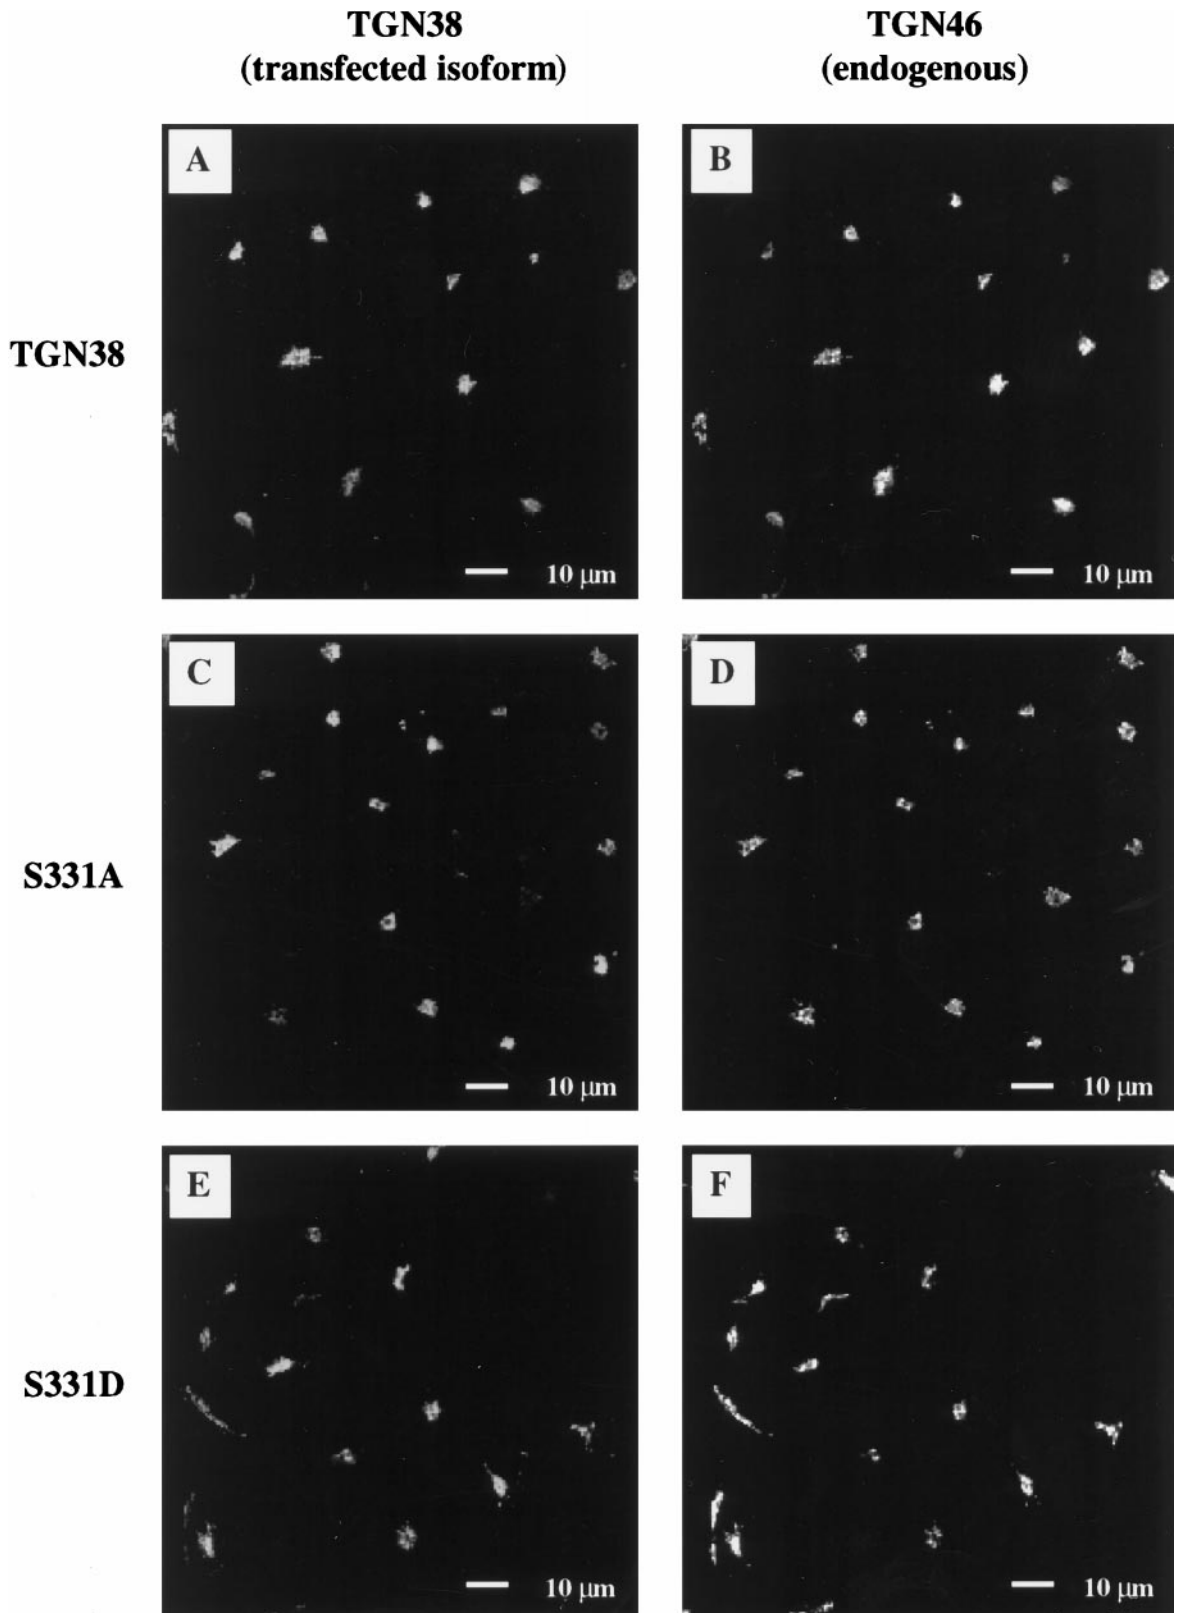 TGN38
(transfected isoform)
TGN46
(endogenous)
TGN38
A
10 μm
B
10 μm
S331A
C
10 μm
D
10 μm
S331D
E
10 μm
F
10 μm